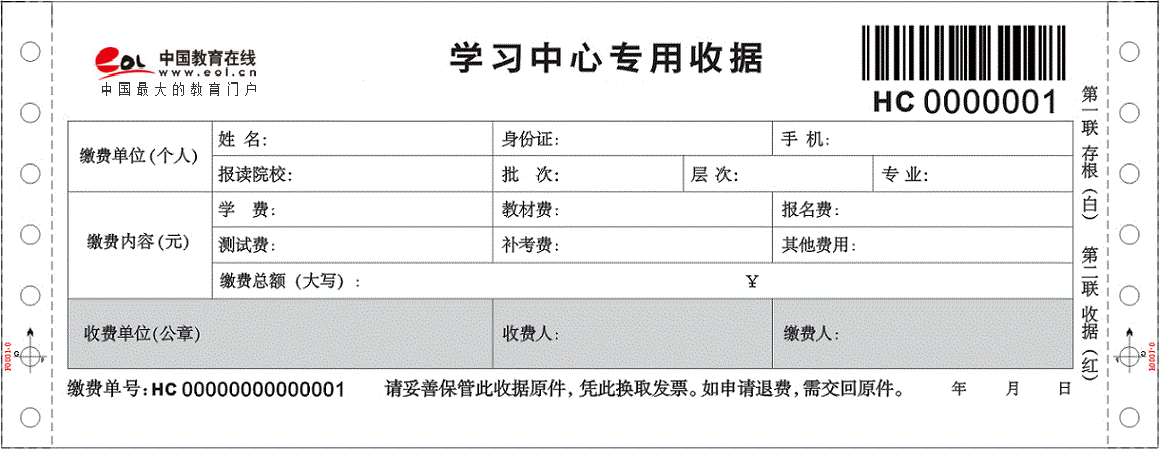 eOL 中国教育在线
www.eol.cn
中国最大的教育门户
学习中心专用收据
HC 0000001
缴费单位(个人)
姓 名:
身份证:
手 机:
报读院校:
批 次:
层 次:
专 业:
缴费内容(元)
学 费:
教材费:
报名费:
测试费:
补考费:
其他费用:
缴费总额(大写):
¥
收费单位(公章)
收费人:
缴费人:
缴费单号:HC 00000000000001 请妥善保管此收据原件,凭此换取发票。如申请退费,需交回原件。 年 月 日
第一联 存根(白) 第二联 收据(红)